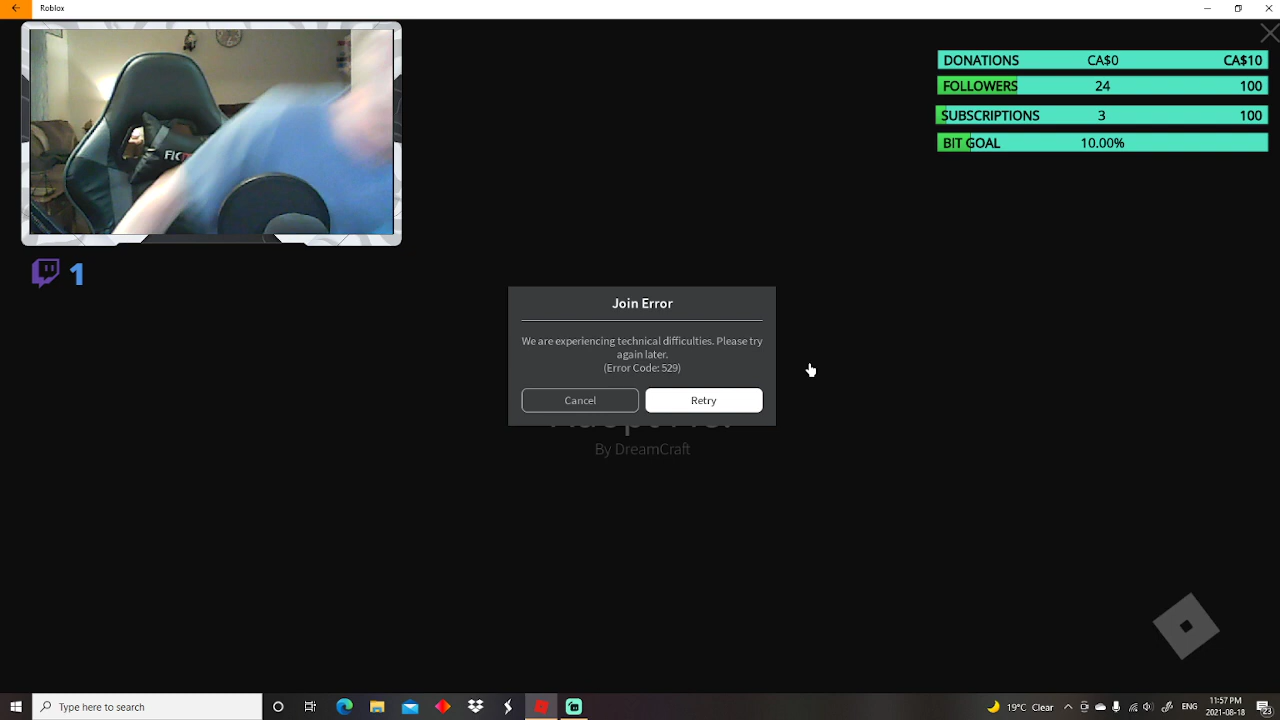 Roblox
DONATIONS CA$0 CA$10
FOLLOWERS 24 100
SUBSCRIPTIONS 3 100
BIT GOAL 10.00%
1
Join Error
We are experiencing technical difficulties. Please try
again later.
(Error Code: 529)
Cancel Retry
By DreamCraft
Type here to search
19°C Clear
ENG
11:57 PM
2021-08-18
23